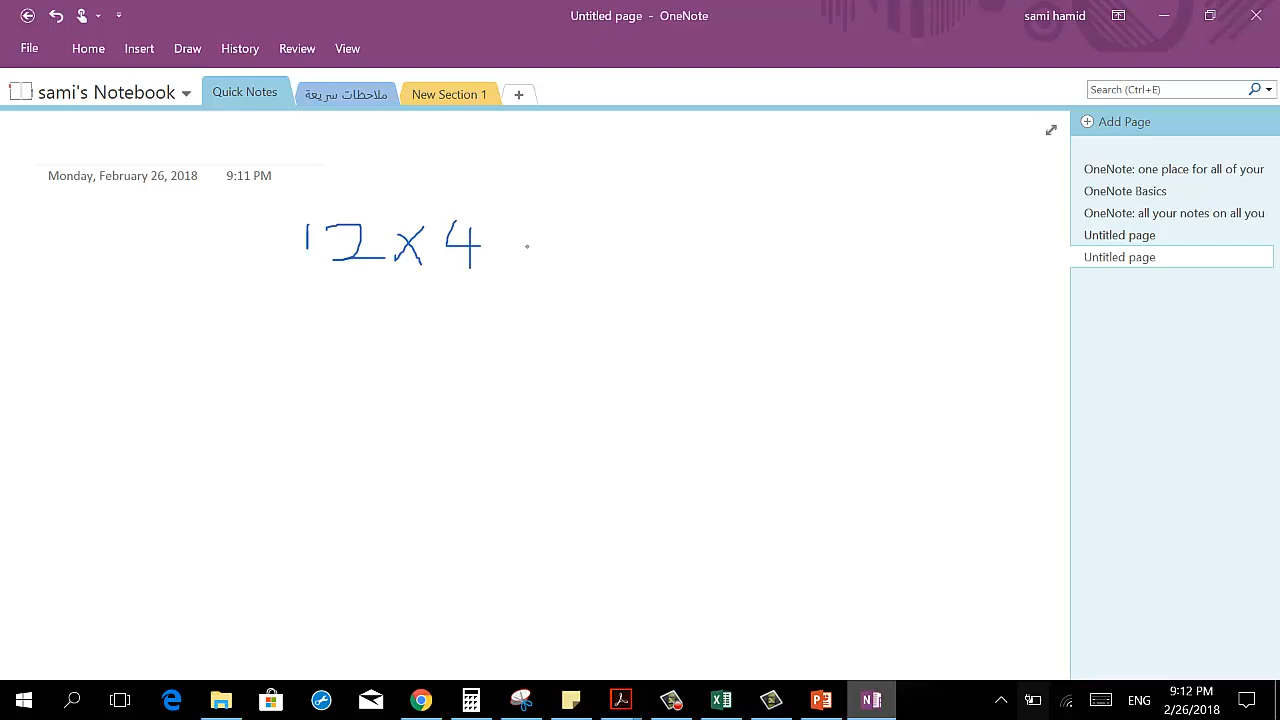 Untitled page - OneNote
sami hamid
File Home Insert Draw History Review View
sami's Notebook
Quick Notes
ملاحظات سريعة
New Section 1
Search (Ctrl+E)
Add Page
Monday, February 26, 2018 9:11 PM
12 x 4
OneNote: one place for all of your
OneNote Basics
OneNote: all your notes on all you
Untitled page
Untitled page
ENG
9:12 PM
2/26/2018